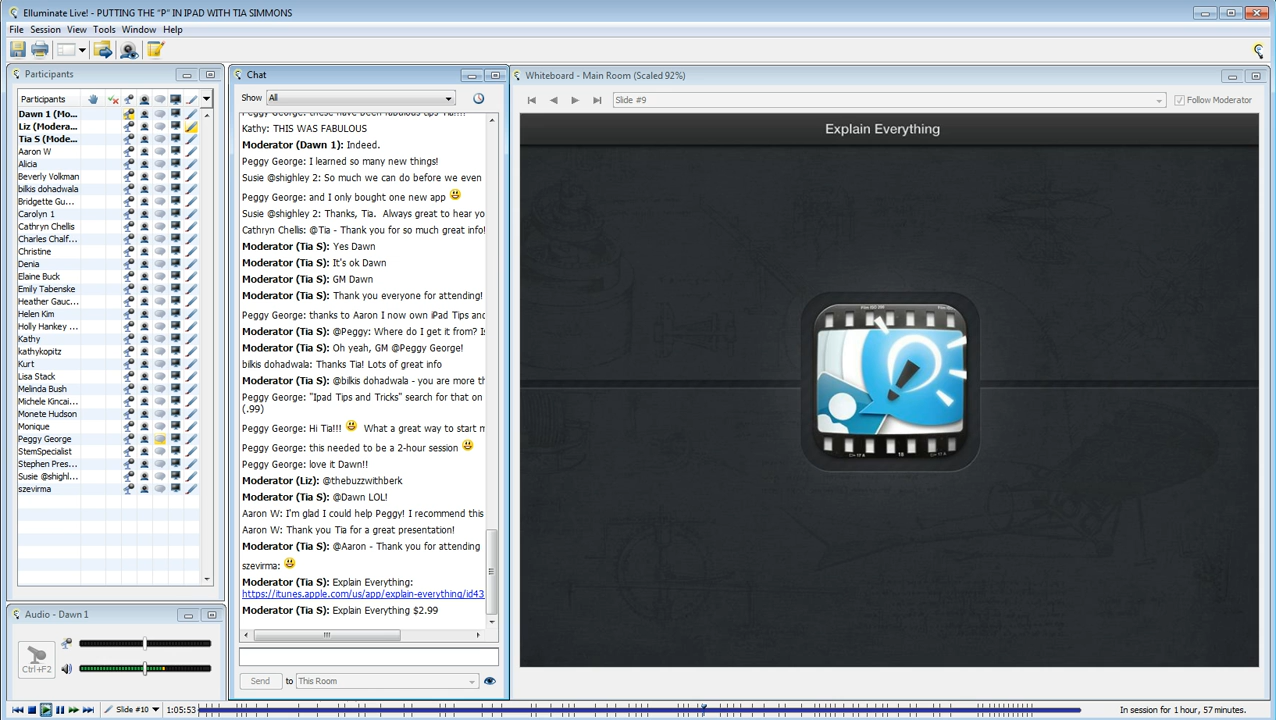 Elluminate Live! - PUTTING THE "P" IN IPAD WITH TIA SIMMONS
File Session View Tools Window Help
Participants
Participants
Dawn 1 (Mo...
Liz (Modera...
Tia S (Mode...
Aaron W
Alicia
Beverly Volkman
bilkis dohadwala
Bridgette Gu...
Carolyn 1
Cathryn Chellis
Charles Chalf...
Christine
Denia
Elaine Buck
Emily Tabenske
Heather Gauc...
Helen Kim
Holly Hankey ...
Kathy
kathykopitz
Kurt
Lisa Stack
Melinda Bush
Michele Kincai...
Monete Hudson
Monique
Peggy George
StemSpecialist
Stephen Pres...
Susie @shighl...
szevirma
Audio - Dawn 1
Ctrl+F2
Chat
Show All
Peggy George: these have been fabulous tips Tia!!!!
Kathy: THIS WAS FABULOUS
Moderator (Dawn 1): Indeed.
Peggy George: I learned so many new things!
Susie @shighley 2: So much we can do before we even
Peggy George: and I only bought one new app
Susie @shighley 2: Thanks, Tia. Always great to hear yo
Cathryn Chellis: @Tia - Thank you for so much great info!
Moderator (Tia S): Yes Dawn
Moderator (Tia S): It's ok Dawn
Moderator (Tia S): GM Dawn
Moderator (Tia S): Thank you everyone for attending!
Peggy George: thanks to Aaron I now own iPad Tips and
Moderator (Tia S): @Peggy: Where do I get it from? Is
Moderator (Tia S): Oh yeah, GM @Peggy George!
bilkis dohadwala: Thanks Tia! Lots of great info
Moderator (Tia S): @bilkis dohadwala - you are more th
Peggy George: "Ipad Tips and Tricks" search for that on
(.99)
Peggy George: Hi Tia!!! What a great way to start m
Peggy George: this needed to be a 2-hour session
Peggy George: love it Dawn!!
Moderator (Liz): @thebuzzwithberk
Moderator (Tia S): @Dawn LOL!
Aaron W: I'm glad I could help Peggy! I recommend this
Aaron W: Thank you Tia for a great presentation!
Moderator (Tia S): @Aaron - Thank you for attending
szevirma:
Moderator (Tia S): Explain Everything:
https://itunes.apple.com/us/app/explain-everything/id43
Moderator (Tia S): Explain Everything $2.99
Send to This Room
Whiteboard - Main Room (Scaled 92%)
Slide #9 Follow Moderator
Explain Everything
Slide #10 1:05:53
In session for 1 hour, 57 minutes.